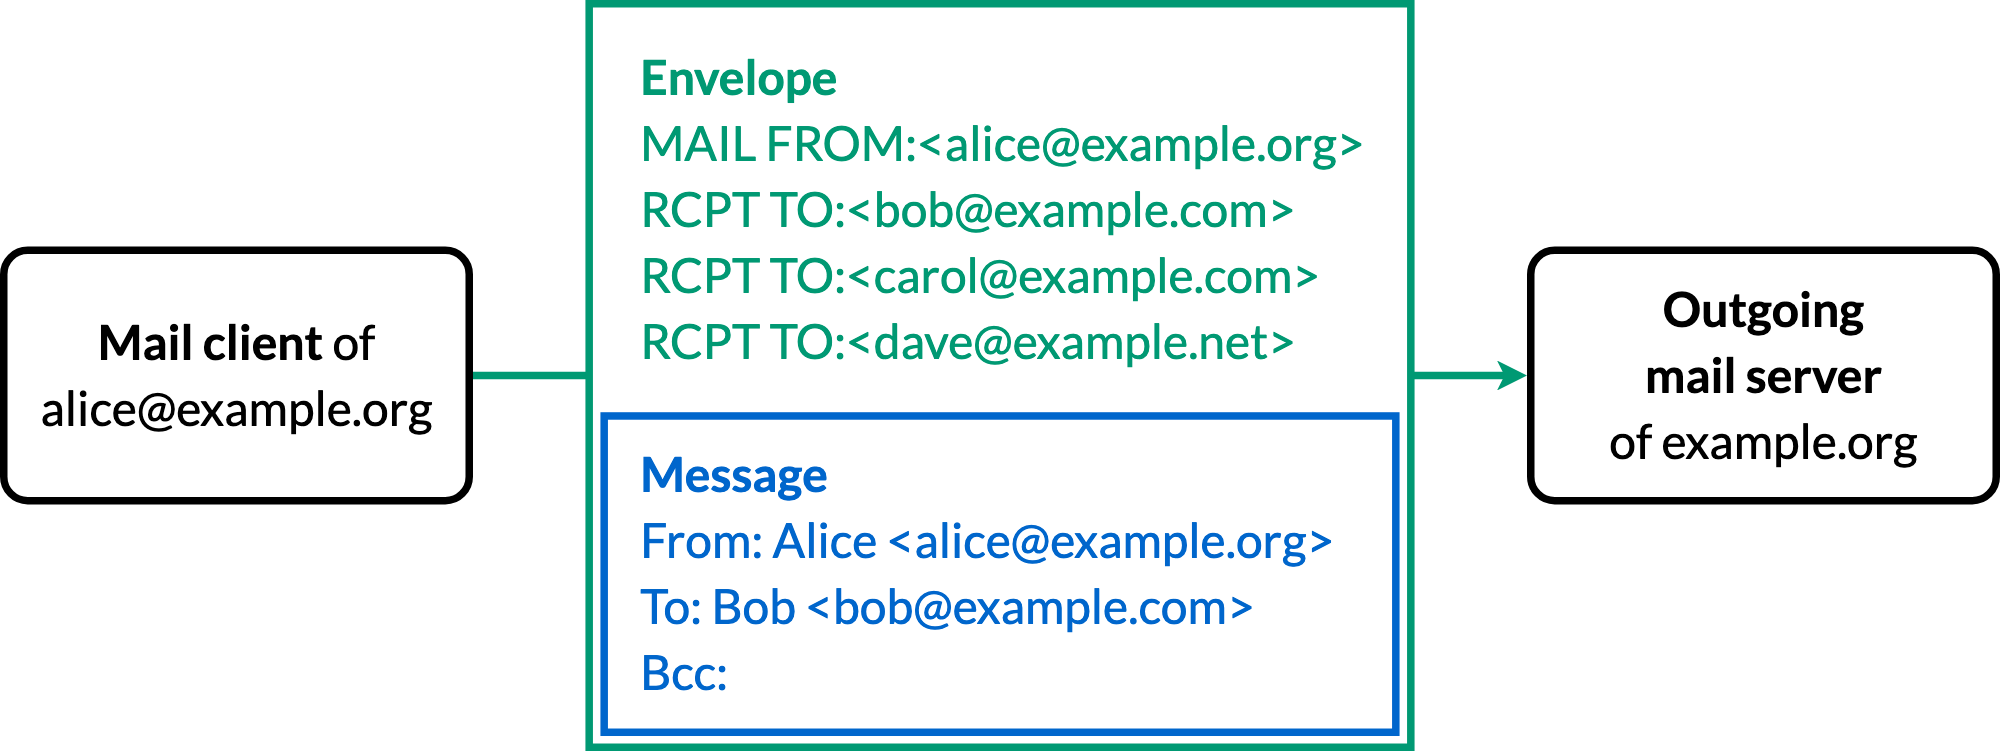 Mail client of
alice@example.org
Envelope
MAIL FROM:<alice@example.org>
RCPT TO:<bob@example.com>
RCPT TO:<carol@example.com>
RCPT TO:<dave@example.net>
Message
From: Alice <alice@example.org>
To: Bob <bob@example.com>
Bcc:
Outgoing
mail server
of example.org